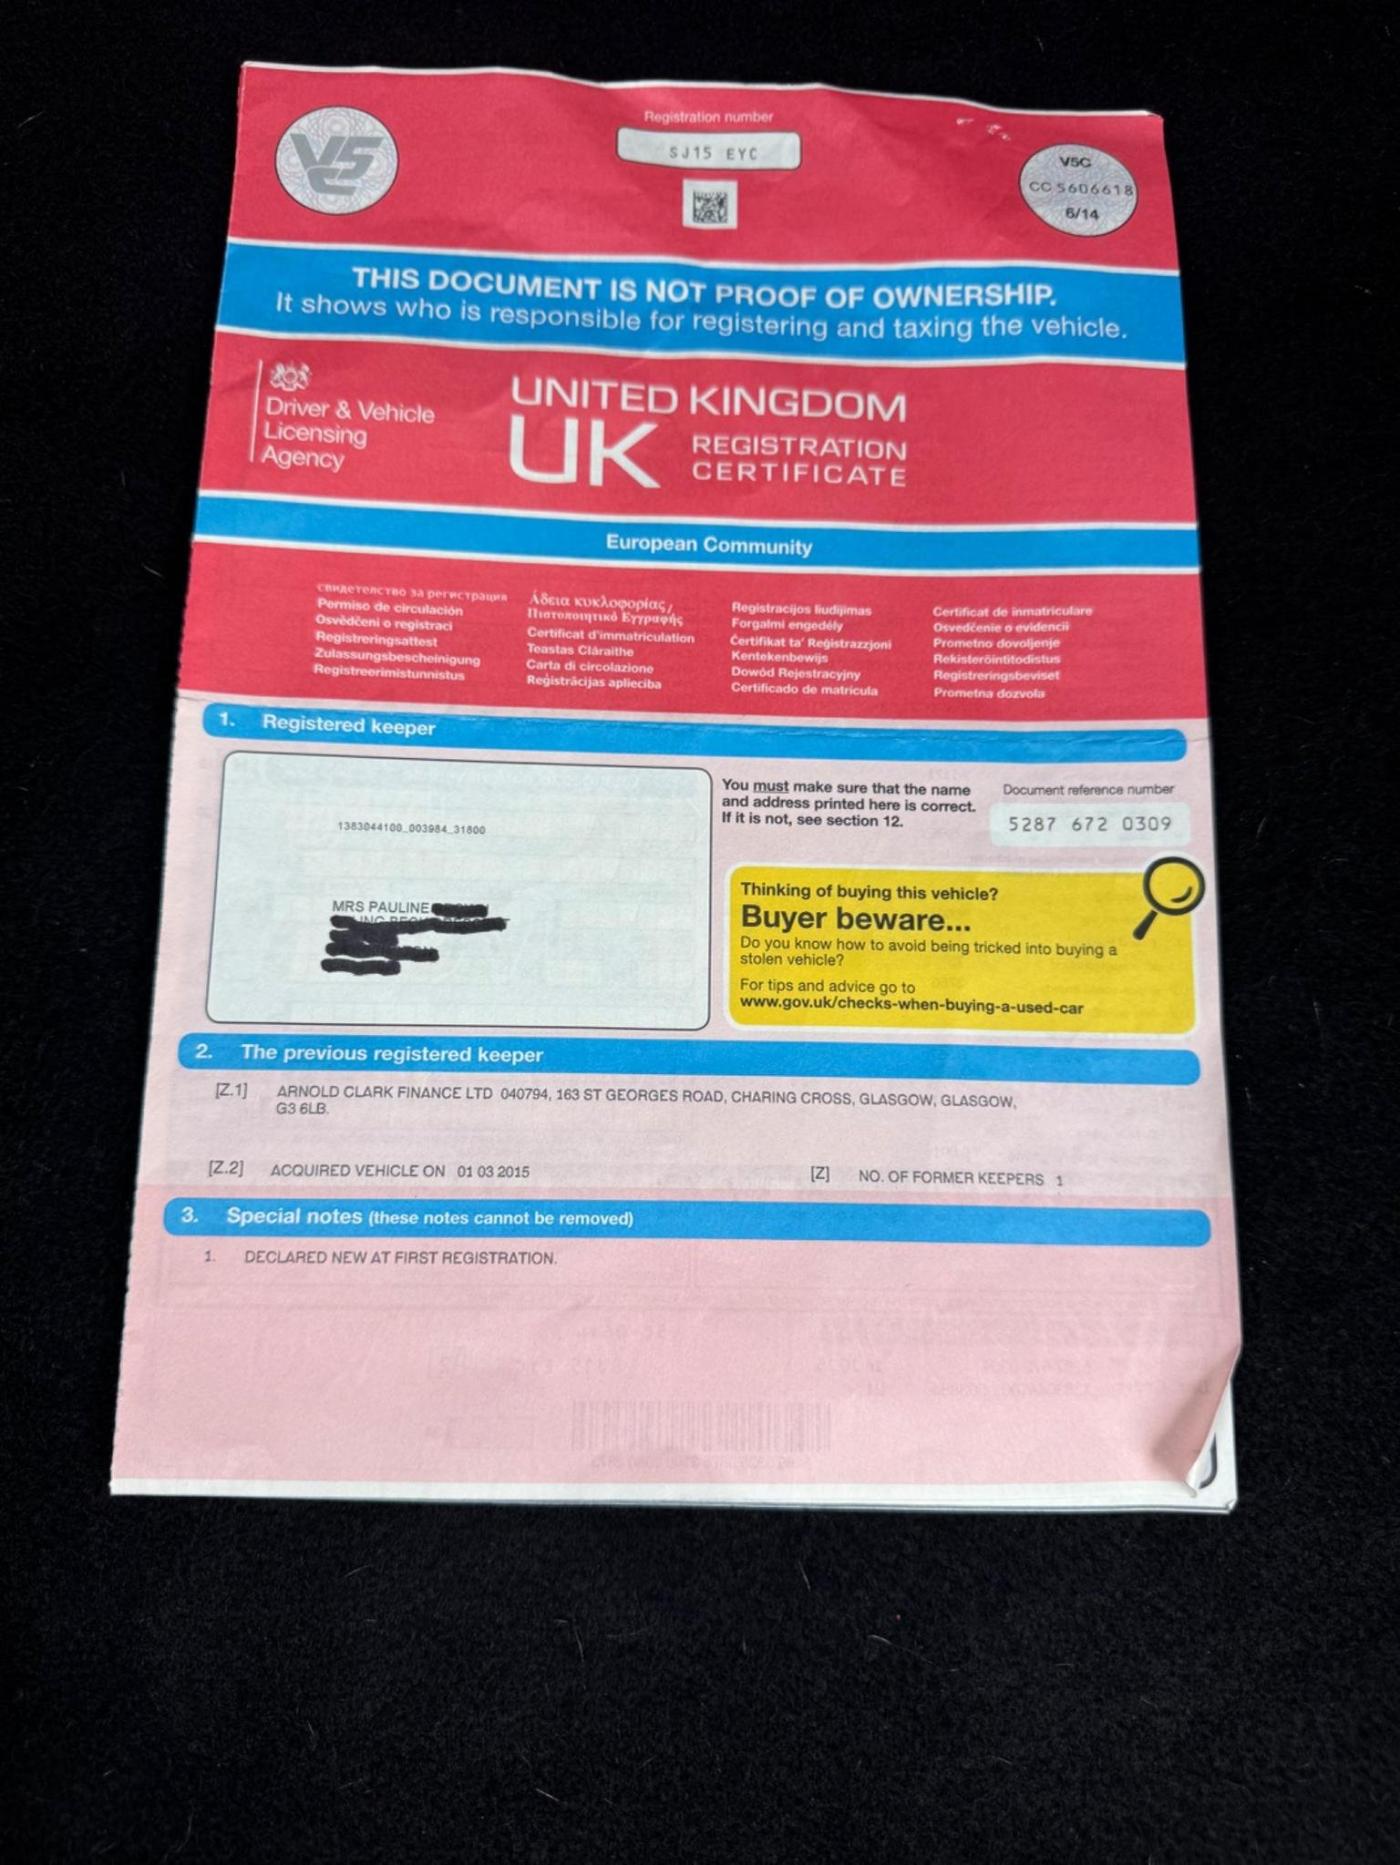 Registration number
SJ15 EYC
V5C
V5C
CC 5606618
6/14
THIS DOCUMENT IS NOT PROOF OF OWNERSHIP.
It shows who is responsible for registering and taxing the vehicle.
Driver & Vehicle
Licensing
Agency
UNITED KINGDOM
UK REGISTRATION
CERTIFICATE
European Community
свидетелство за регистрация
Permiso de circulación
Osvědčení o registraci
Registreringsattest
Zulassungsbescheinigung
Registreerimistunnistus
Άδεια κυκλοφορίας/
Πιστοποιητικό Εγγραφής
Certificat d'immatriculation
Teastas Cláraithe
Carta di circolazione
Reģistrācijas apliecība
Registracijos liudijimas
Forgalmi engedély
Ċertifikat ta' Reġistrazzjoni
Kentekenbewijs
Dowód Rejestracyjny
Certificado de matrícula
Certificat de inmatriculare
Osvedčenie o evidencii
Prometno dovoljenje
Rekisteröintitodistus
Registreringsbeviset
Prometna dozvola
1. Registered keeper
1383044100_003984_31800
MRS PAULINE
You must make sure that the name
and address printed here is correct.
If it is not, see section 12.
Document reference number
5287 672 0309
Thinking of buying this vehicle?
Buyer beware...
Do you know how to avoid being tricked into buying a
stolen vehicle?
For tips and advice go to
www.gov.uk/checks-when-buying-a-used-car
2. The previous registered keeper
[Z.1] ARNOLD CLARK FINANCE LTD 040794, 163 ST GEORGES ROAD, CHARING CROSS, GLASGOW, GLASGOW,
G3 6LB.
[Z.2] ACQUIRED VEHICLE ON 01 03 2015
[Z] NO. OF FORMER KEEPERS 1
3. Special notes (these notes cannot be removed)
1. DECLARED NEW AT FIRST REGISTRATION.